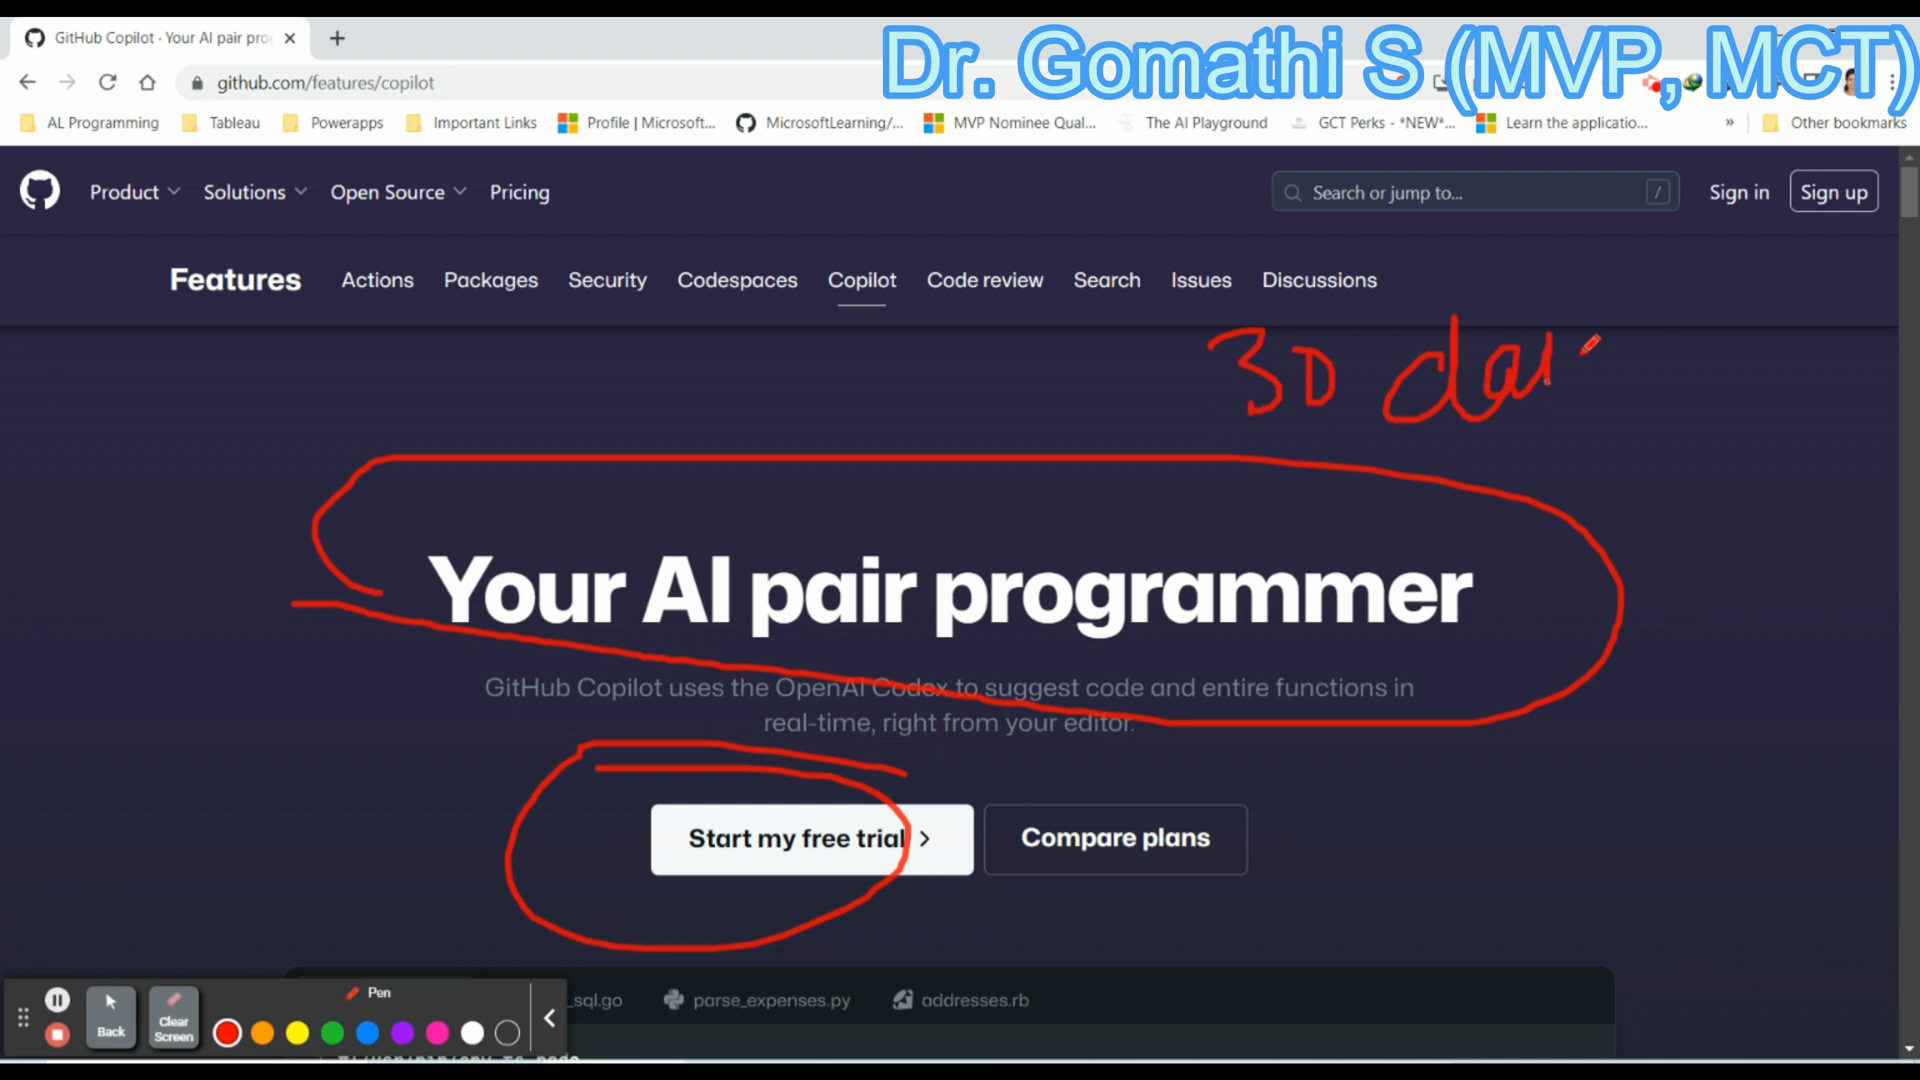 GitHub Copilot · Your AI pair prog
Dr. Gomathi S (MVP, MCT)
github.com/features/copilot
AL Programming Tableau Powerapps Important Links Profile | Microsoft... MicrosoftLearning/... MVP Nominee Qual... The AI Playground GCT Perks - *NEW*... Learn the applicatio... » Other bookmarks
Product Solutions Open Source Pricing Search or jump to... / Sign in Sign up
Features Actions Packages Security Codespaces Copilot Code review Search Issues Discussions
30 day
Your AI pair programmer
GitHub Copilot uses the OpenAI Codex to suggest code and entire functions in
real-time, right from your editor.
Start my free trial > Compare plans
Pen
_sql.go parse_expenses.py addresses.rb
Back Clear Screen